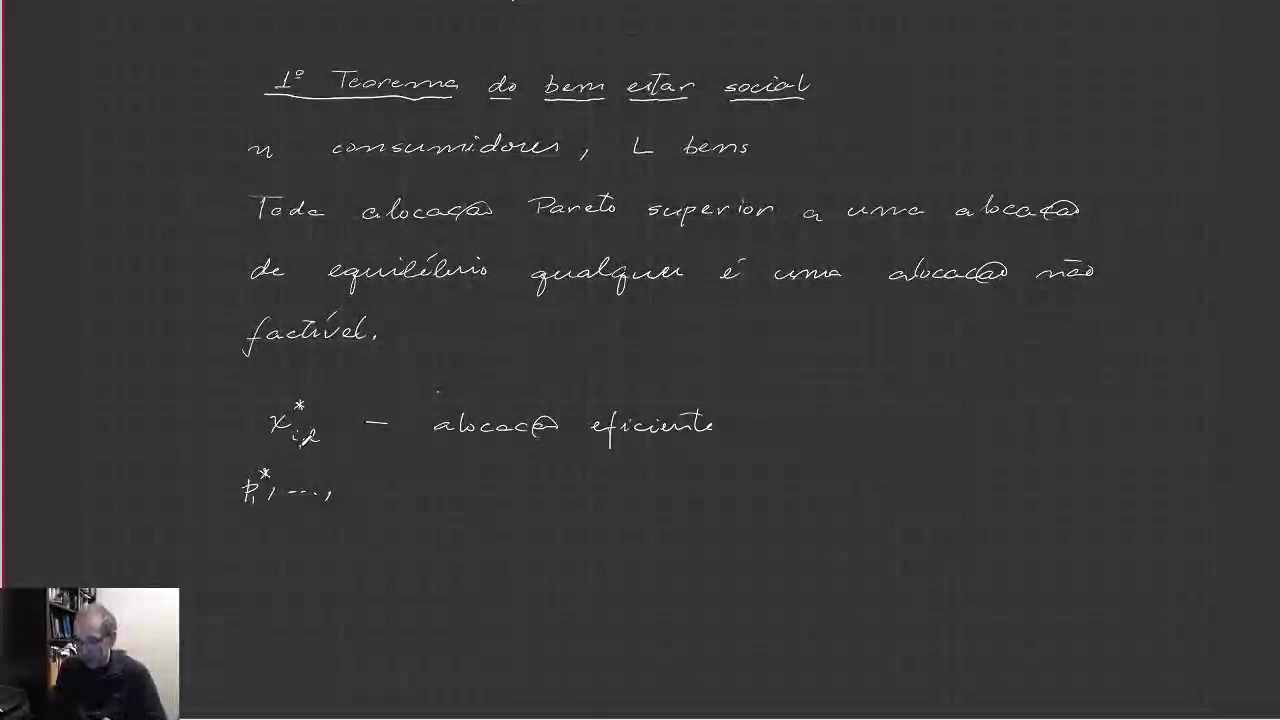 1º Teorema do bem estar social
n consumidores, L bens
Toda alocação Pareto superior a uma alocação
de equilíbrio qualquer é uma alocação não
factível.
x*i,l — alocação eficiente
p1*, ...,